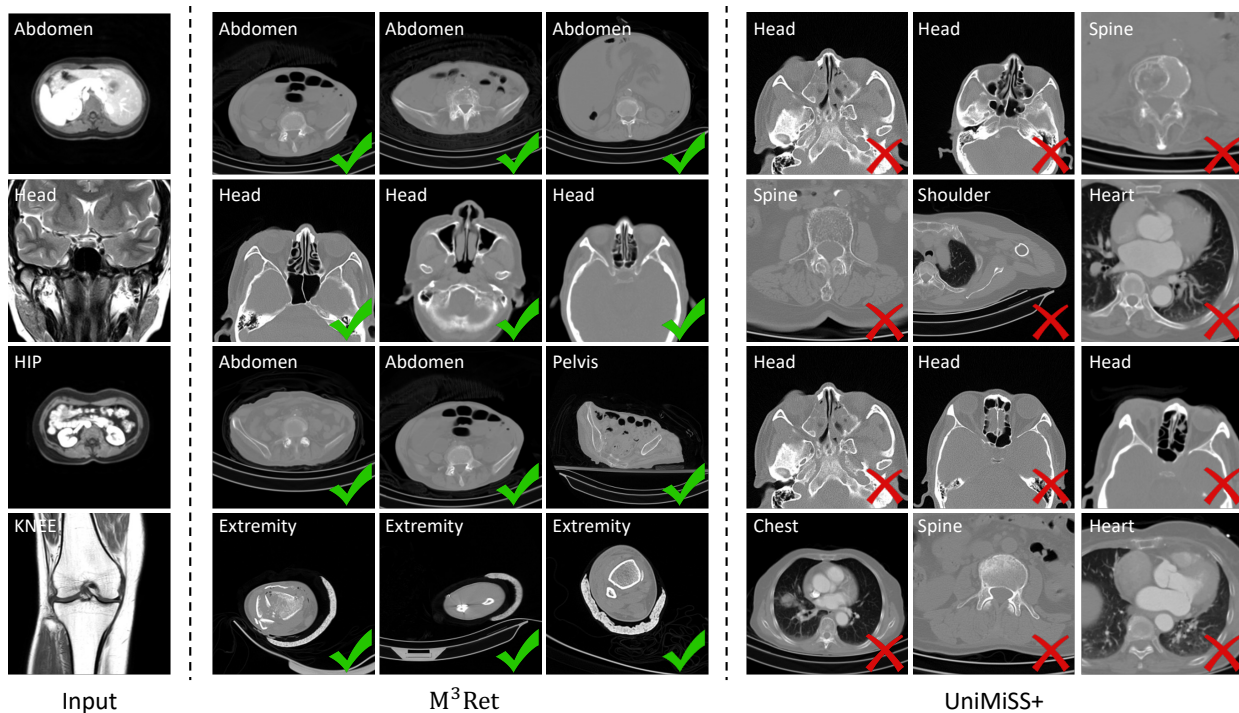 Abdomen
Abdomen
Abdomen
Abdomen
Head
Head
Spine
Head
Head
Head
Head
Spine
Shoulder
Heart
HIP
Abdomen
Abdomen
Pelvis
Head
Head
Head
KNEE
Extremity
Extremity
Extremity
Chest
Spine
Heart
Input
M³Ret
UniMiSS+